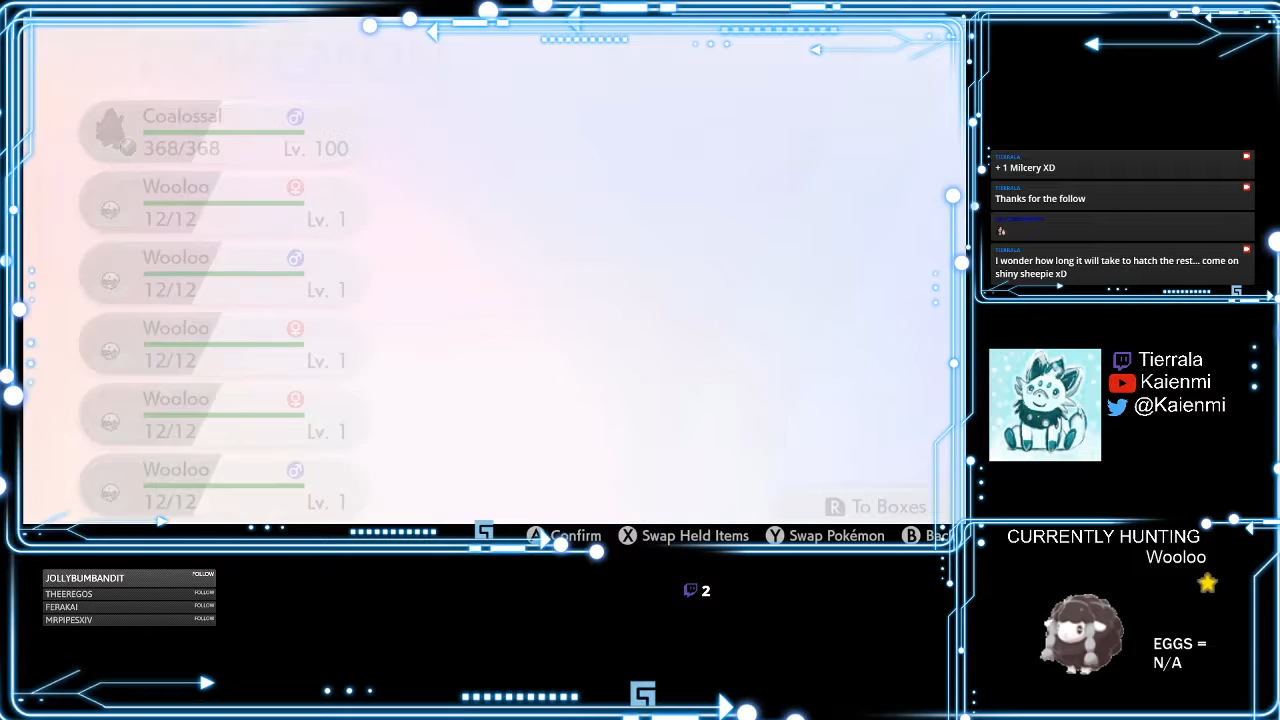 Coalossal
368/368 Lv. 100
Wooloo
12/12 Lv. 1
Wooloo
12/12 Lv. 1
Wooloo
12/12 Lv. 1
Wooloo
12/12 Lv. 1
Wooloo
12/12 Lv. 1
R To Boxes
A Confirm X Swap Held Items Y Swap Pokémon B Bac
TIERRALA
+ 1 Milcery XD
TIERRALA
Thanks for the follow
TIERRALA
I wonder how long it will take to hatch the rest... come on
shiny sheepie xD
Tierrala
Kaienmi
@Kaienmi
CURRENTLY HUNTING
Wooloo
EGGS =
N/A
JOLLYBUMBANDIT FOLLOW
THEEREGOS FOLLOW
FERAKAI FOLLOW
MRPIPESXIV FOLLOW
2